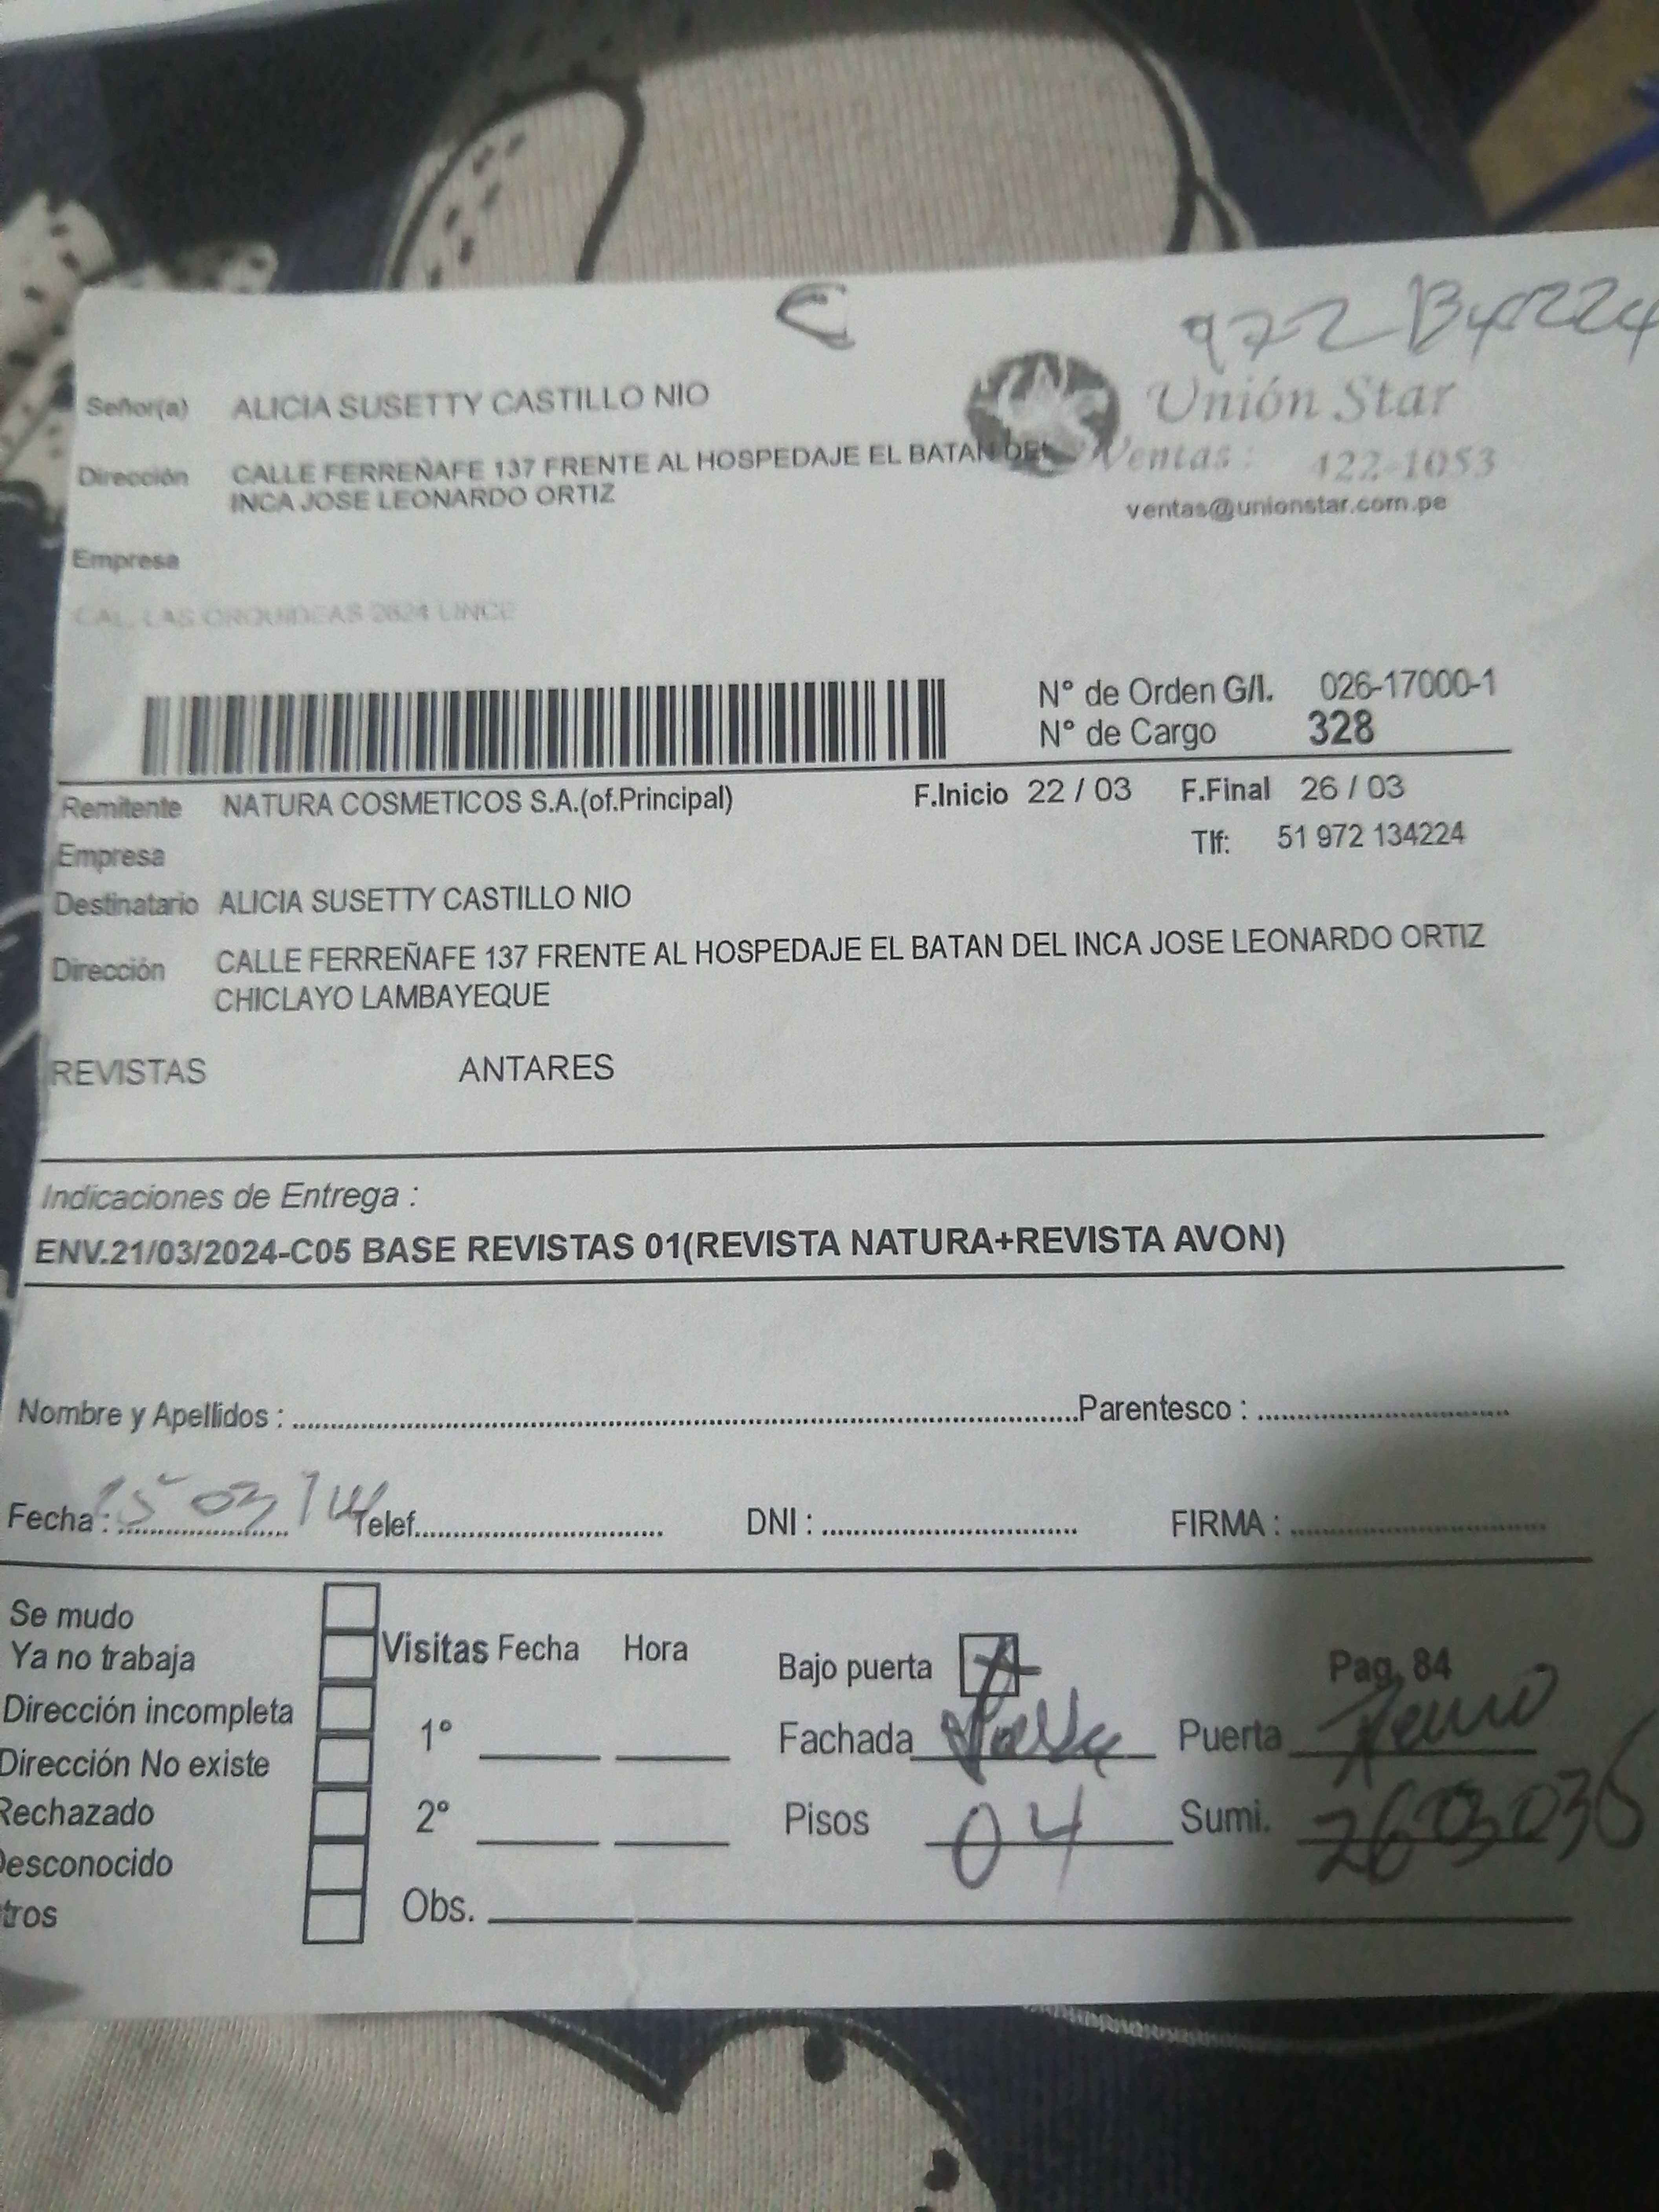 972 134224
Señor(a) ALICIA SUSETTY CASTILLO NIO
Unión Star
Dirección CALLE FERREÑAFE 137 FRENTE AL HOSPEDAJE EL BATAN DEL
INCA JOSE LEONARDO ORTIZ
Ventas: 422-1053
ventas@unionstar.com.pe
Empresa
CAL. LAS ORQUIDEAS 2624 LINCE
N° de Orden G/I. 026-17000-1
N° de Cargo 328
Remitente NATURA COSMETICOS S.A.(of.Principal) F.Inicio 22 / 03 F.Final 26 / 03
Empresa Tlf: 51 972 134224
Destinatario ALICIA SUSETTY CASTILLO NIO
Dirección CALLE FERREÑAFE 137 FRENTE AL HOSPEDAJE EL BATAN DEL INCA JOSE LEONARDO ORTIZ
CHICLAYO LAMBAYEQUE
REVISTAS ANTARES
Indicaciones de Entrega :
ENV.21/03/2024-C05 BASE REVISTAS 01(REVISTA NATURA+REVISTA AVON)
Nombre y Apellidos : Parentesco :
Fecha : Telef. DNI : FIRMA :
Se mudo
Ya no trabaja
Dirección incompleta
Dirección No existe
Rechazado
Desconocido
tros
Visitas Fecha Hora
1°
2°
Obs.
Bajo puerta
Pag. 84
Fachada Puerta
Pisos 04 Sumi.